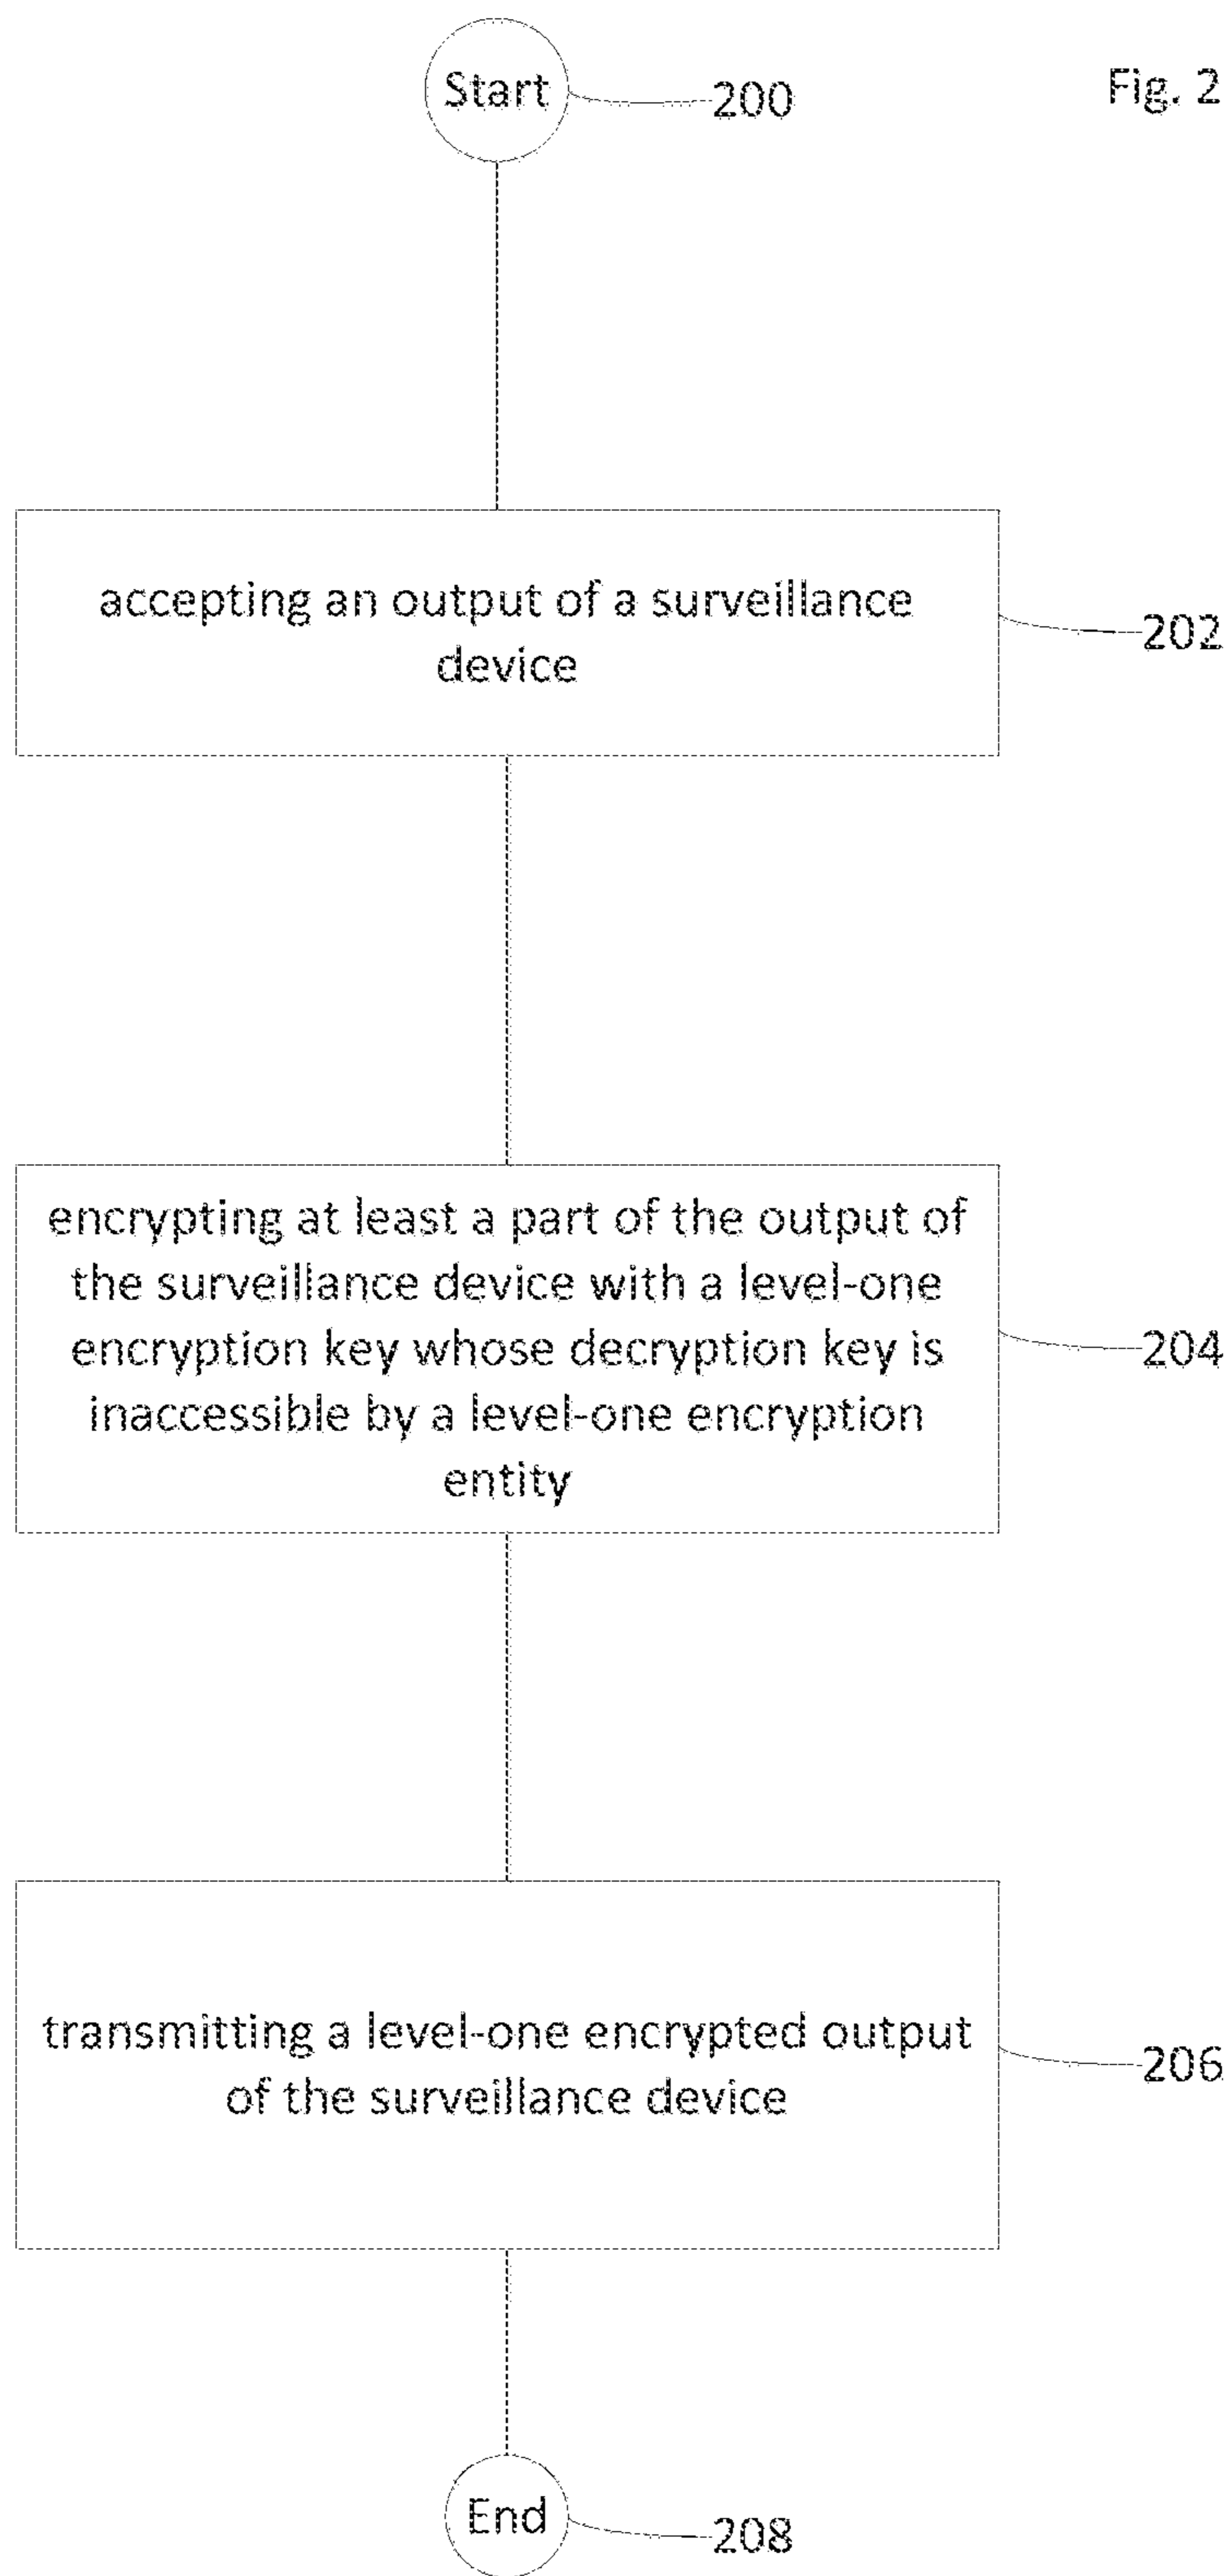 Start
200
Fig. 2
accepting an output of a surveillance
device
202
encrypting at least a part of the output of
the surveillance device with a level-one
encryption key whose decryption key is
inaccessible by a level-one encryption
entity
204
transmitting a level-one encrypted output
of the surveillance device
206
End
208